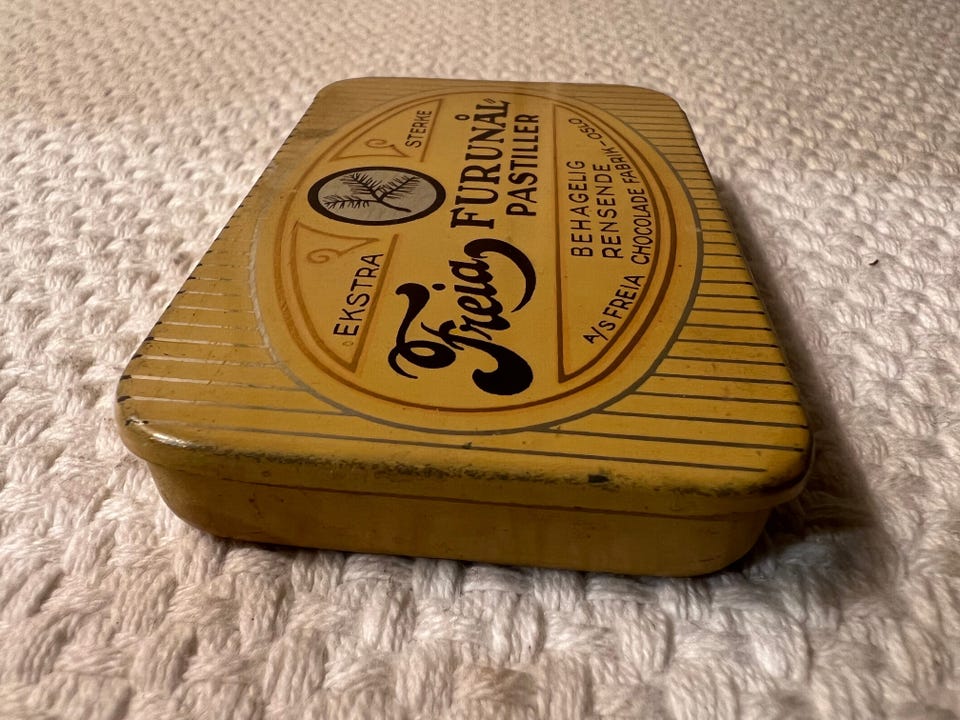 EKSTRA STERKE
Freia FURUNÅL-
PASTILLER
BEHAGELIG
RENSENDE
A/S FREIA CHOCOLADE FABRIK-OSLO